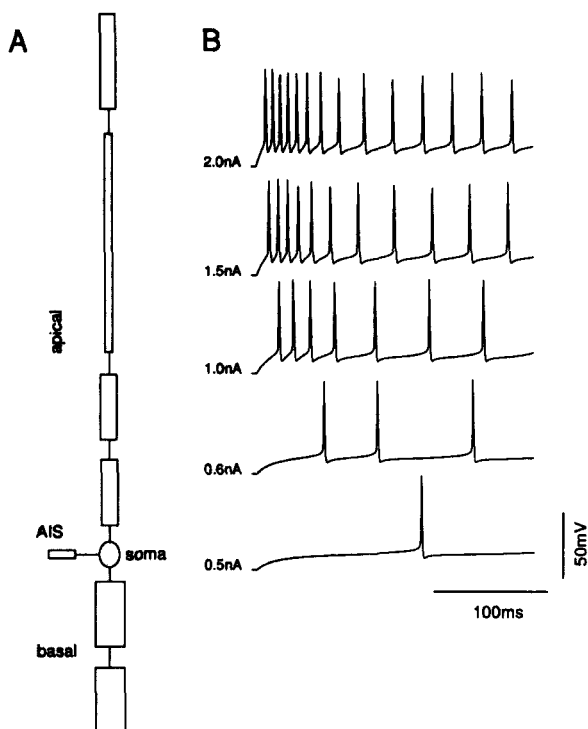 A
B
2.0nA
1.5nA
apical
1.0nA
0.6nA
AIS
soma
0.5nA
50mV
100ms
basal